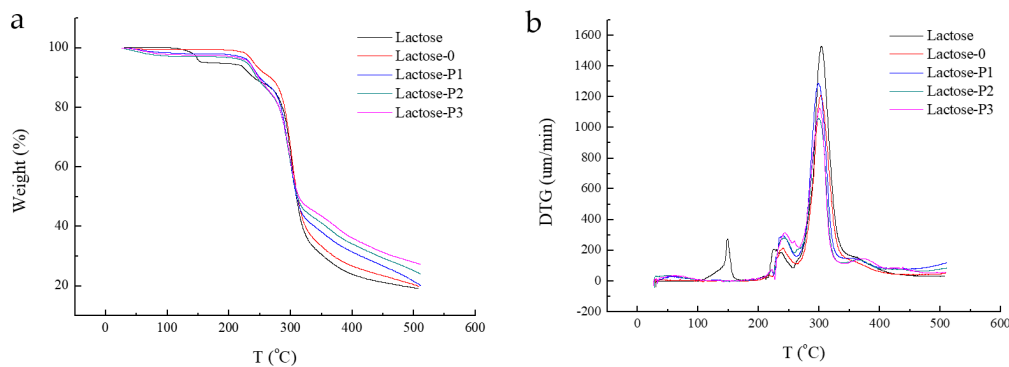 a
Weight (%)
100
80
60
40
20
0
100
200
300
400
500
600
T (°C)
Lactose
Lactose-0
Lactose-P1
Lactose-P2
Lactose-P3
b
DTG (um/min)
1600
1400
1200
1000
800
600
400
200
0
-200
0
100
200
300
400
500
600
T (°C)
Lactose
Lactose-0
Lactose-P1
Lactose-P2
Lactose-P3